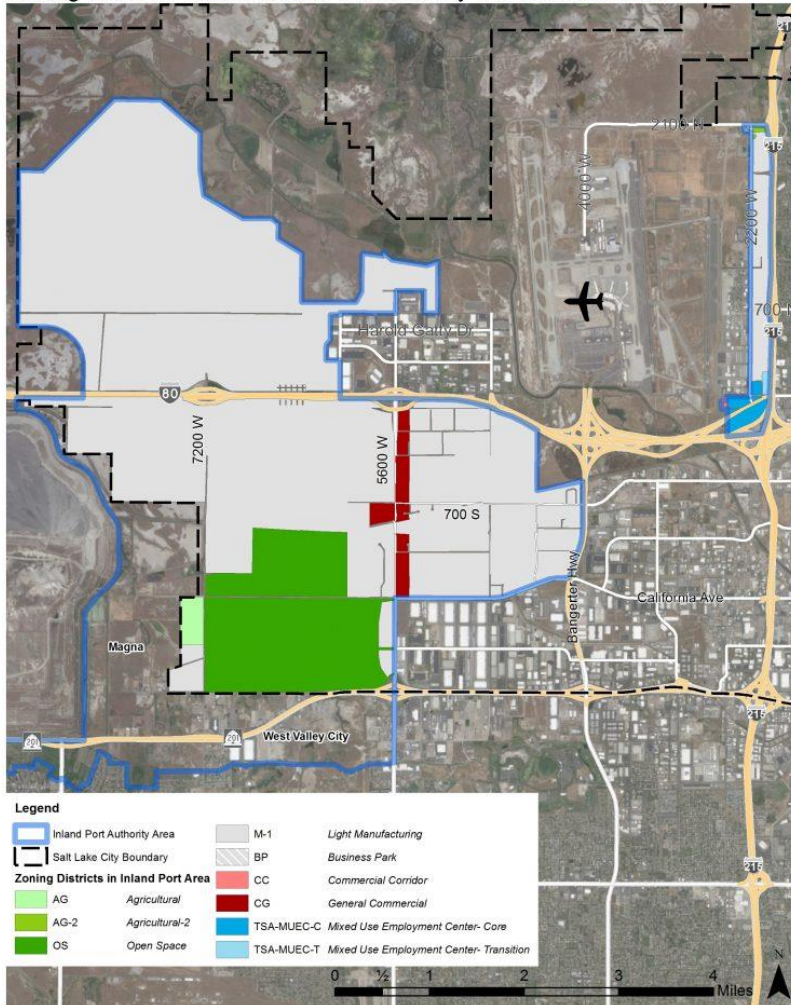 215
2100 N
215
4000 W
2200 W
700 N
215
Harold Gatty Dr
80
7200 W
5600 W
700 S
Bangerter Hwy
California Ave
Magna
215
201
201
West Valley City
215
Legend
Inland Port Authority Area
Salt Lake City Boundary
Zoning Districts in Inland Port Area
AG Agricultural
AG-2 Agricultural-2
OS Open Space
M-1 Light Manufacturing
BP Business Park
CC Commercial Corridor
CG General Commercial
TSA-MUEC-C Mixed Use Employment Center- Core
TSA-MUEC-T Mixed Use Employment Center- Transition
0 ½ 1 2 3 4
Miles
N